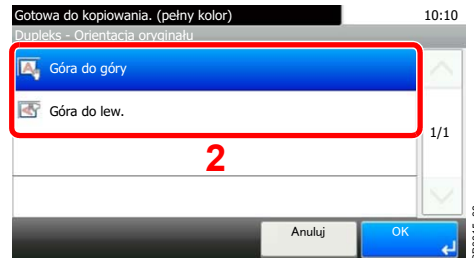 Gotowa do kopiowania. (pełny kolor) 10:10
Dupleks - Orientacja oryginału
Góra do góry
Góra do lew.
1/1
2
Anuluj OK